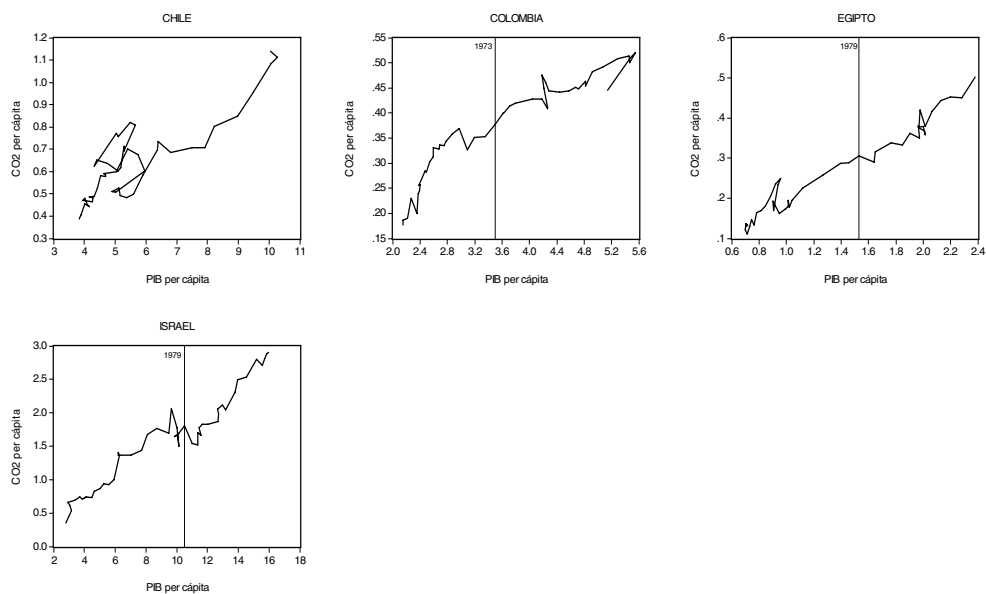 CHILE
CO2 per cápita
1.2
1.1
1.0
0.9
0.8
0.7
0.6
0.5
0.4
0.3
3 4 5 6 7 8 9 10 11
PIB per cápita
COLOMBIA
CO2 per cápita
.55
.45
.35
.30
.20
.15
1973
2.0 2.4 2.8 3.2 3.6 4.0 4.4 4.8 5.2 5.6
PIB per cápita
EGIPTO
CO2 per cápita
.6
.5
.4
.3
.2
.1
1979
0.6 0.8 1.0 1.2 1.4 1.6 1.8 2.0 2.2 2.4
PIB per cápita
ISRAEL
CO2 per cápita
3.0
2.5
2.0
1.5
1.0
0.5
0.0
1979
2 4 6 8 10 12 14 16 18
PIB per cápita